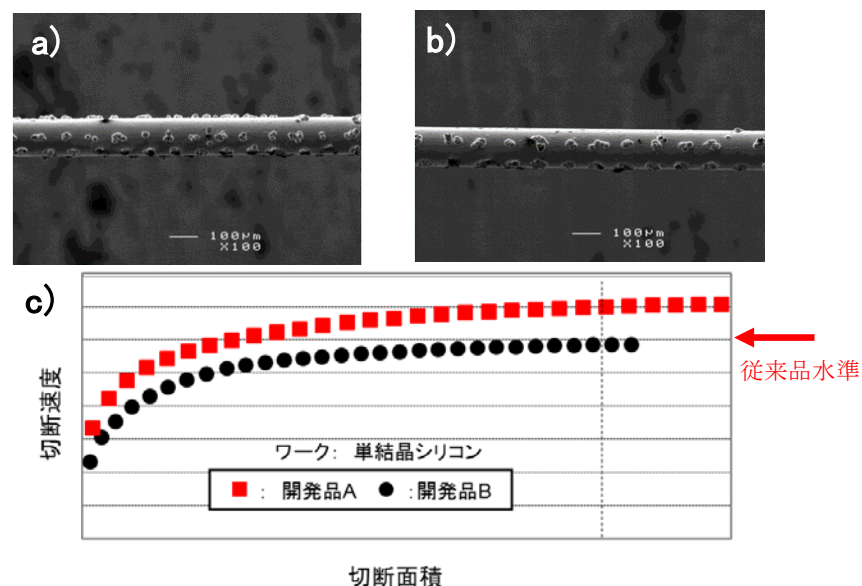 a)
100μm
X100
b)
100μm
X100
c)
切断速度
従来品水準
ワーク： 単結晶シリコン
■ ： 開発品A ● ：開発品B
切断面積